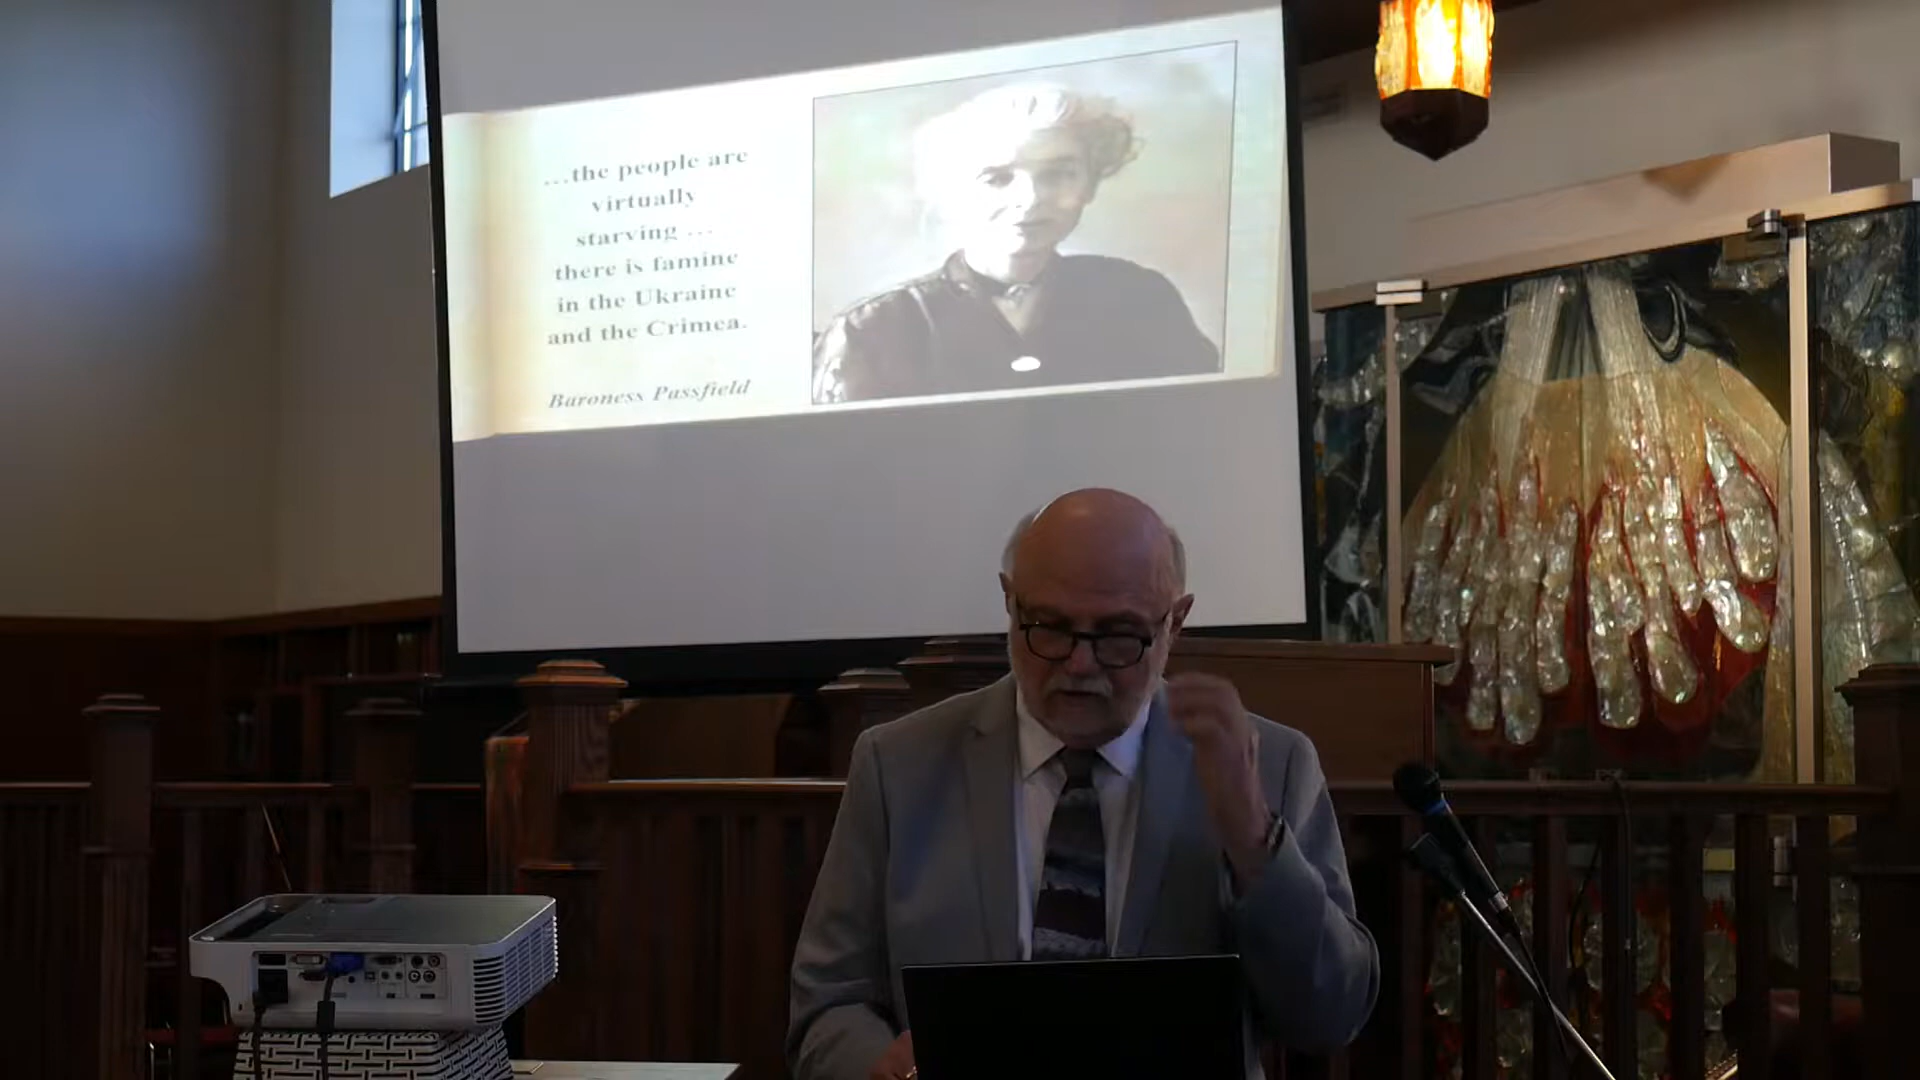 ...the people are
virtually
starving ...
there is famine
in the Ukraine
and the Crimea.
Baroness Passfield